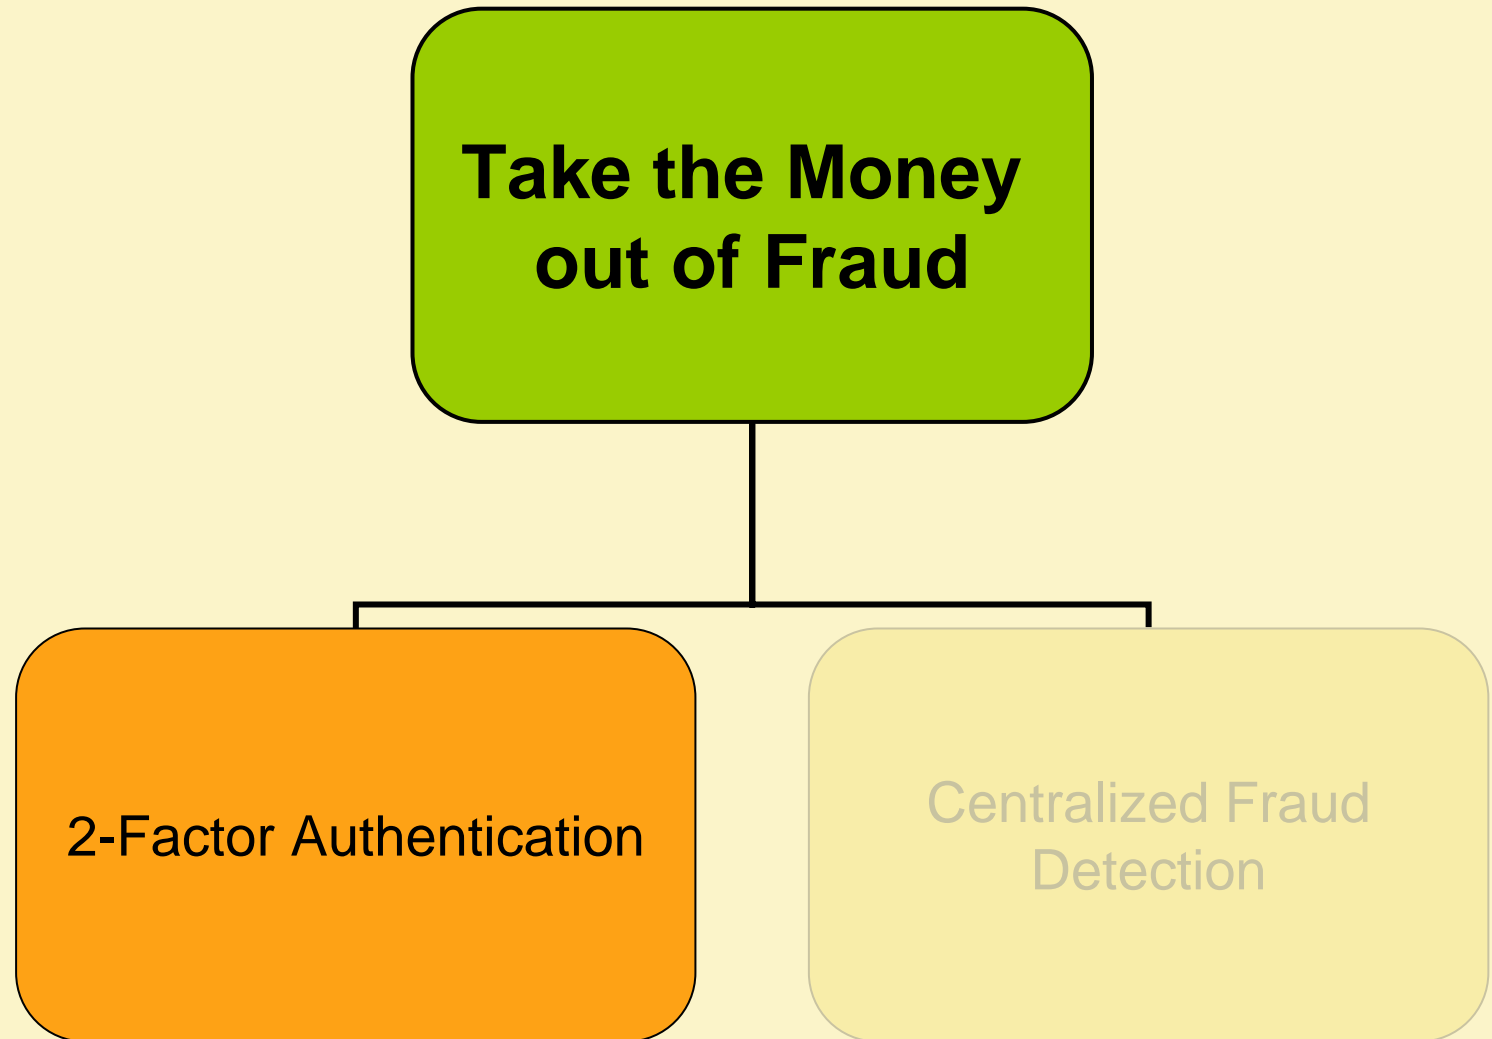 Take the Money
out of Fraud
2-Factor Authentication
Centralized Fraud
Detection